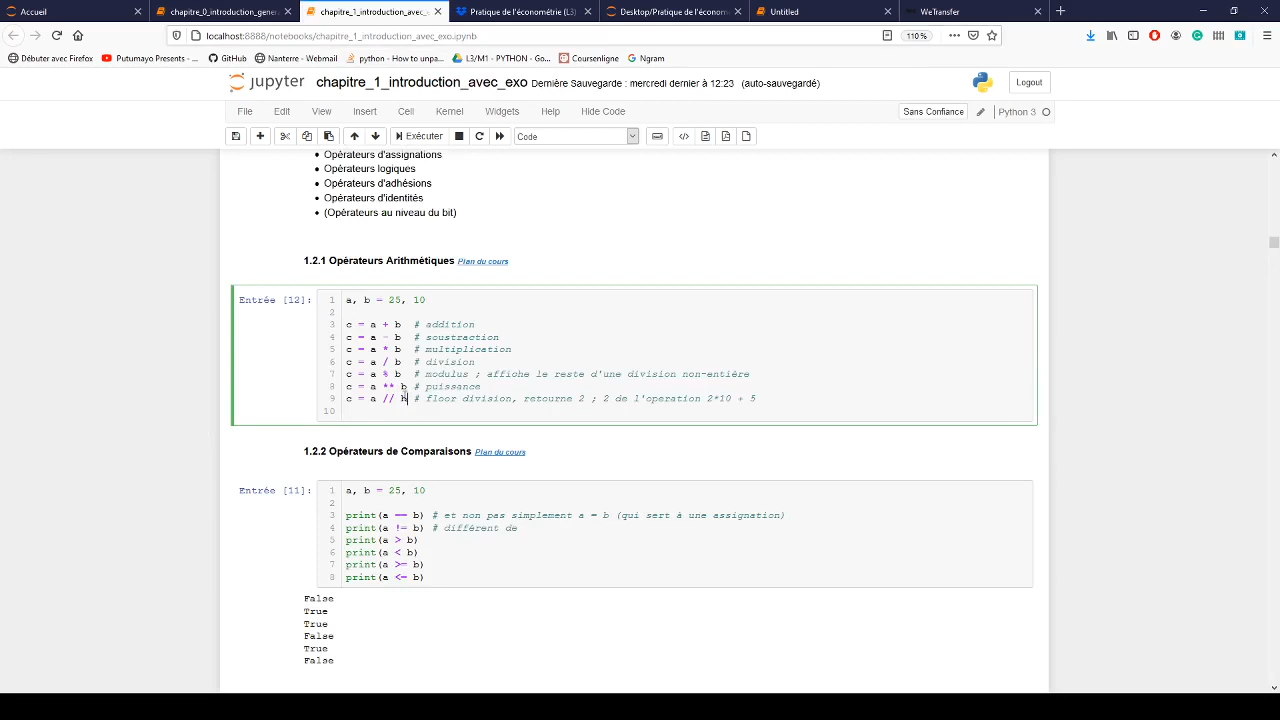 Accueil
chapitre_0_introduction_gener
chapitre_1_introduction_avec_
Pratique de l'économétrie (L3)
Desktop/Pratique de l'économ
Untitled
WeTransfer
localhost:8888/notebooks/chapitre_1_introduction_avec_exo.ipynb
110 %
Débuter avec Firefox
Putumayo Presents -...
GitHub
Nanterre - Webmail
python - How to unpa...
L3/M1 - PYTHON - Go...
Coursenligne
Ngram
jupyter chapitre_1_introduction_avec_exo Dernière Sauvegarde : mercredi dernier à 12:23 (auto-sauvegardé)
Logout
File Edit View Insert Cell Kernel Widgets Help Hide Code
Sans Confiance
Python 3
Exécuter
Code
Opérateurs d'assignations
Opérateurs logiques
Opérateurs d'adhésions
Opérateurs d'identités
(Opérateurs au niveau du bit)
1.2.1 Opérateurs Arithmétiques Plan du cours
Entrée [12]:
1 a, b = 25, 10
2
3 c = a + b # addition
4 c = a - b # soustraction
5 c = a * b # multiplication
6 c = a / b # division
7 c = a % b # modulus ; affiche le reste d'une division non-entière
8 c = a ** b # puissance
9 c = a // b # floor division, retourne 2 ; 2 de l'operation 2*10 + 5
10
1.2.2 Opérateurs de Comparaisons Plan du cours
Entrée [11]:
1 a, b = 25, 10
2
3 print(a == b) # et non pas simplement a = b (qui sert à une assignation)
4 print(a != b) # différent de
5 print(a > b)
6 print(a < b)
7 print(a >= b)
8 print(a <= b)
False
True
True
False
True
False